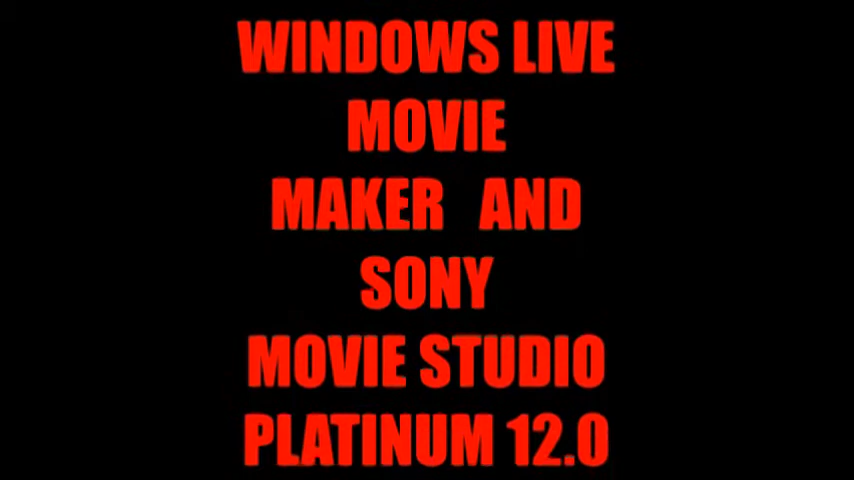 WINDOWS LIVE
MOVIE
MAKER AND
SONY
MOVIE STUDIO
PLATINUM 12.0